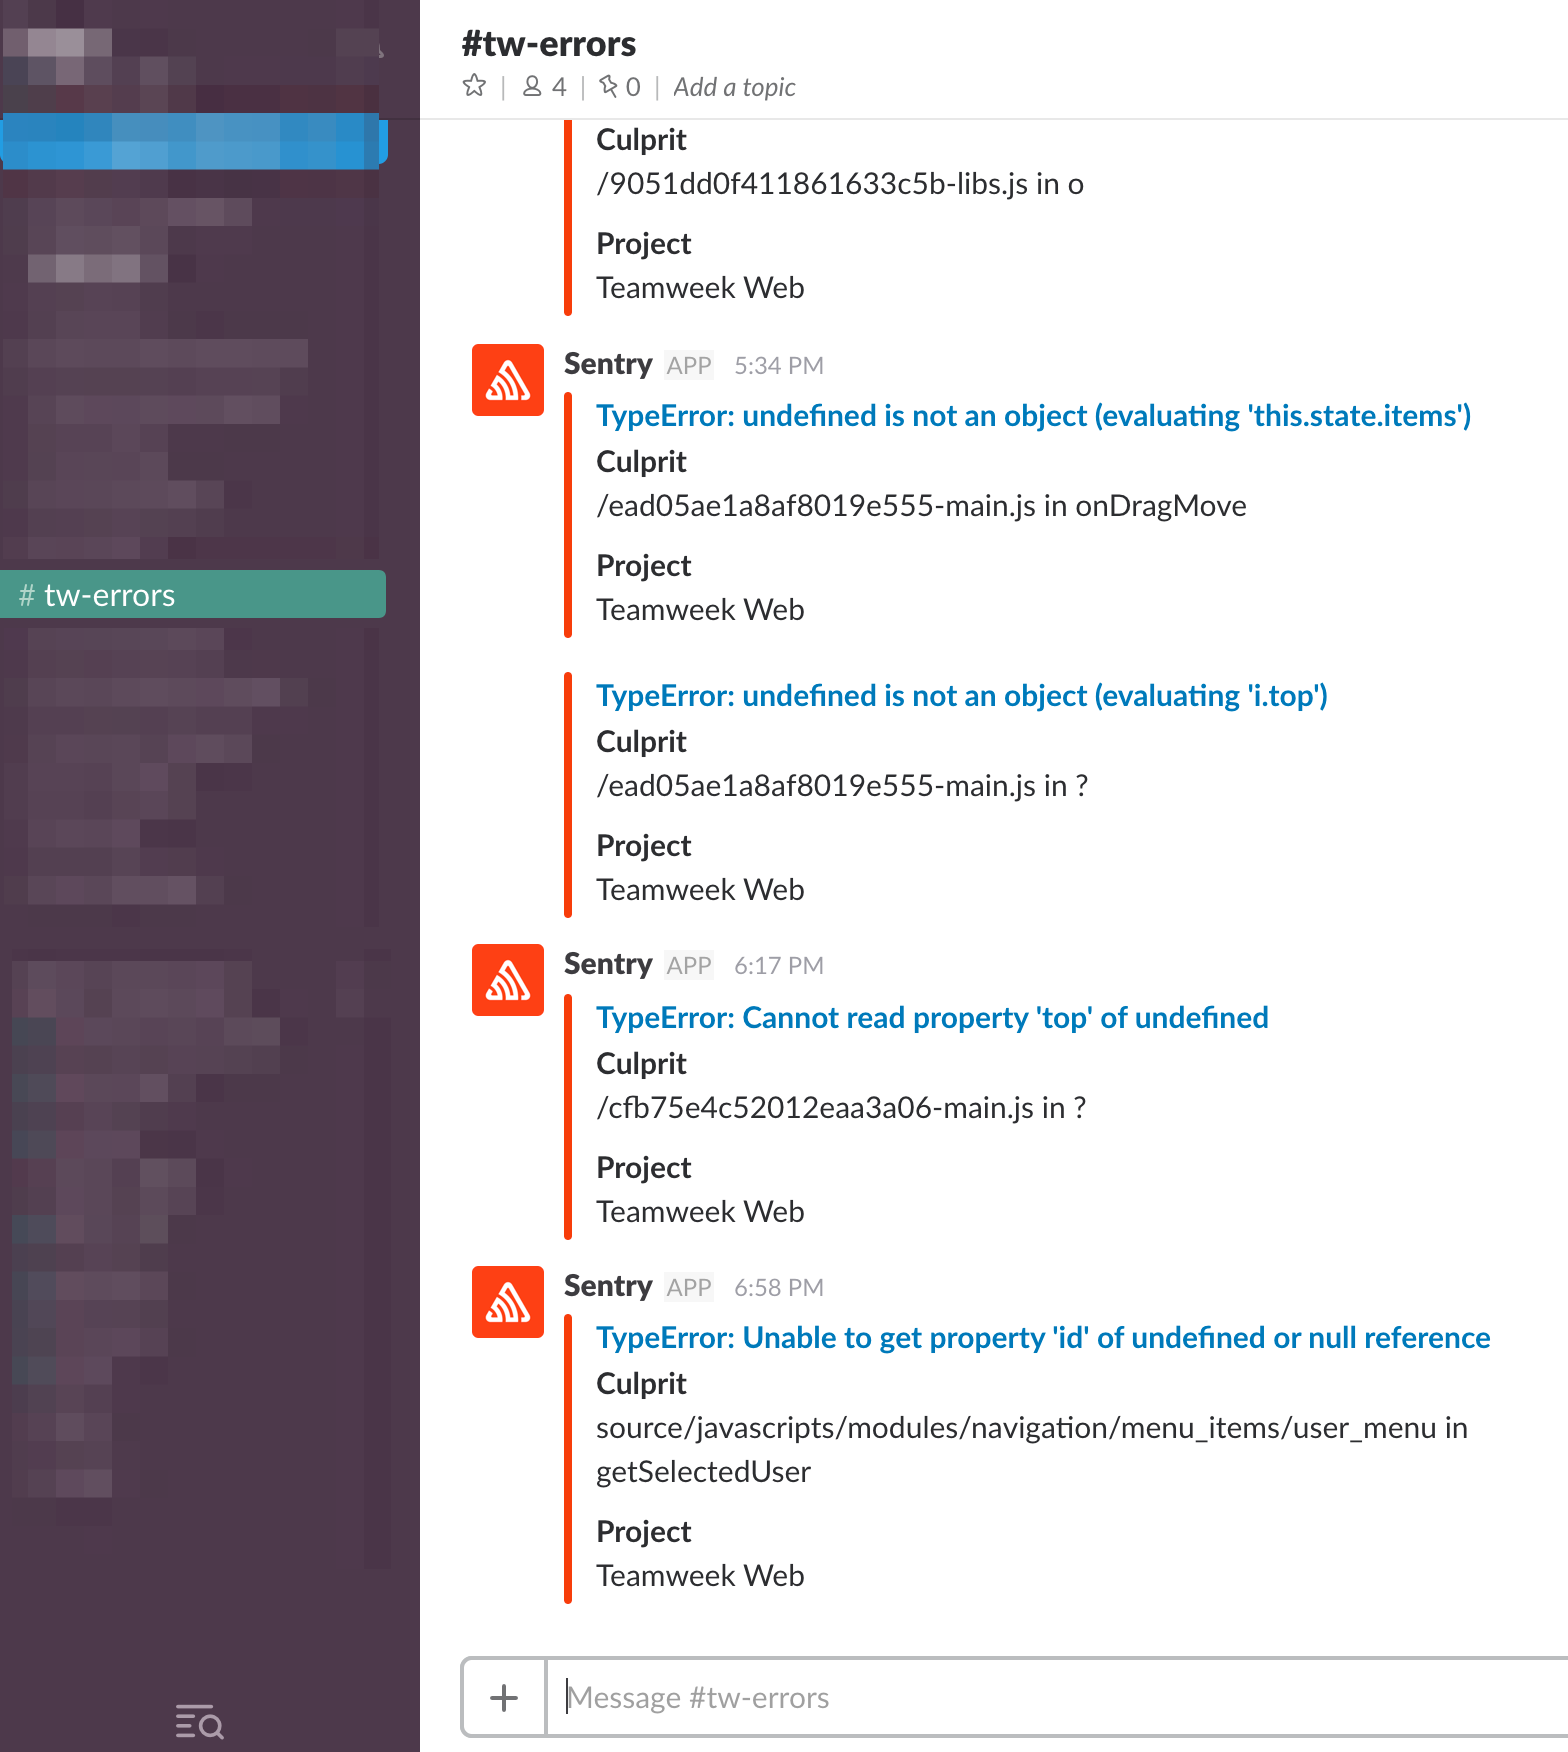 #tw-errors
4 | 0 | Add a topic
Culprit
/9051dd0f411861633c5b-libs.js in o
Project
Teamweek Web
Sentry APP 5:34 PM
TypeError: undefined is not an object (evaluating 'this.state.items')
Culprit
/ead05ae1a8af8019e555-main.js in onDragMove
Project
Teamweek Web
TypeError: undefined is not an object (evaluating 'i.top')
Culprit
/ead05ae1a8af8019e555-main.js in ?
Project
Teamweek Web
Sentry APP 6:17 PM
TypeError: Cannot read property 'top' of undefined
Culprit
/cfb75e4c52012eaa3a06-main.js in ?
Project
Teamweek Web
Sentry APP 6:58 PM
TypeError: Unable to get property 'id' of undefined or null reference
Culprit
source/javascripts/modules/navigation/menu_items/user_menu in
getSelectedUser
Project
Teamweek Web
Message #tw-errors
# tw-errors